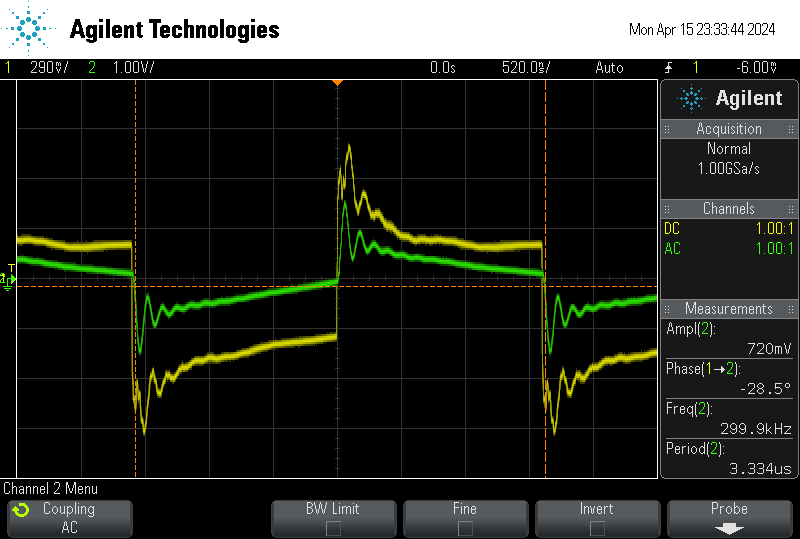 Agilent Technologies
Mon Apr 15 23:33:44 2024
1 290mV/ 2 1.00V/ 0.0s 520.0ns/ Auto 1 -6.00mV
Agilent
Acquisition
Normal
1.00GSa/s
Channels
DC 1.00:1
AC 1.00:1
Measurements
Ampl(2):
720mV
Phase(1→2):
-28.5°
Freq(2):
299.9kHz
Period(2):
3.334us
T
Channel 2 Menu
Coupling
AC
BW Limit
Fine
Invert
Probe